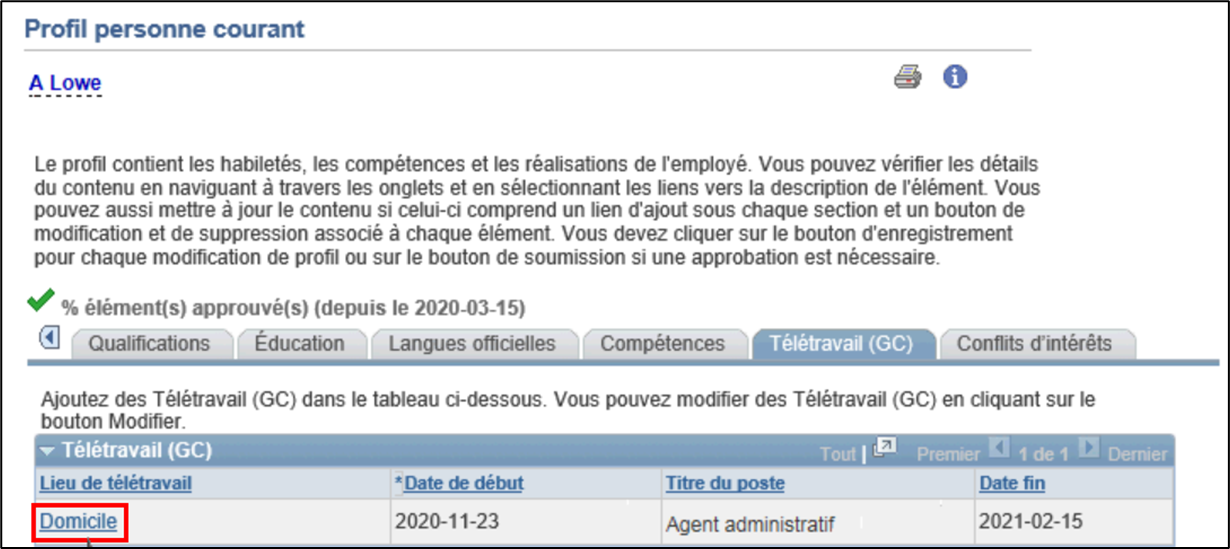 Profil personne courant
A Lowe
Le profil contient les habiletés, les compétences et les réalisations de l'employé. Vous pouvez vérifier les détails
du contenu en naviguant à travers les onglets et en sélectionnant les liens vers la description de l'élément. Vous
pouvez aussi mettre à jour le contenu si celui-ci comprend un lien d'ajout sous chaque section et un bouton de
modification et de suppression associé à chaque élément. Vous devez cliquer sur le bouton d'enregistrement
pour chaque modification de profil ou sur le bouton de soumission si une approbation est nécessaire.
% élément(s) approuvé(s) (depuis le 2020-03-15)
Qualifications Éducation Langues officielles Compétences Télétravail (GC) Conflits d'intérêts
Ajoutez des Télétravail (GC) dans le tableau ci-dessous. Vous pouvez modifier des Télétravail (GC) en cliquant sur le
bouton Modifier.
Télétravail (GC) Tout | Premier 1 de 1 Dernier
Lieu de télétravail *Date de début Titre du poste Date fin
Domicile 2020-11-23 Agent administratif 2021-02-15